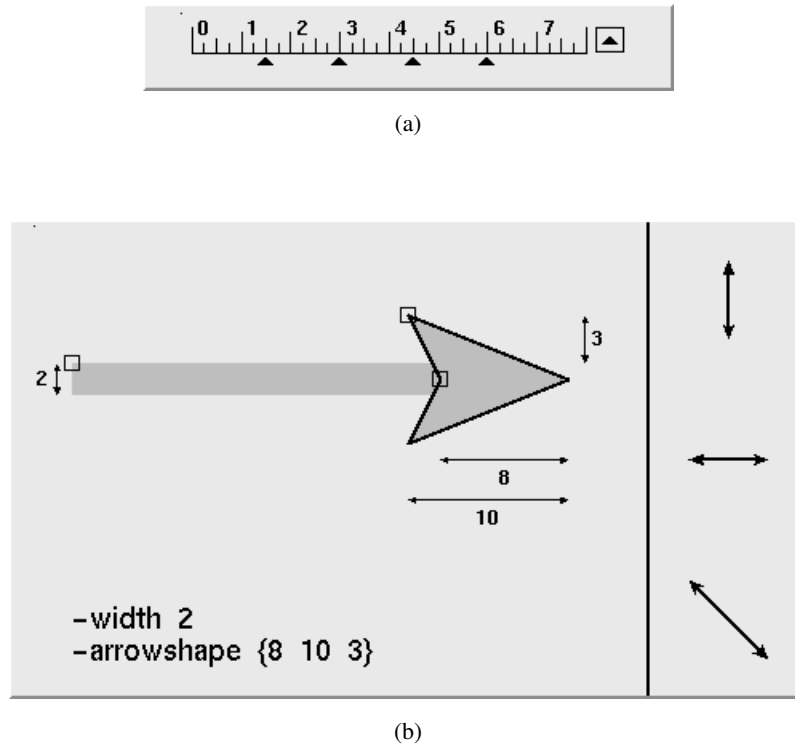 0 1 2 3 4 5 6 7
(a)
3
2
8
10
–width 2
–arrowshape {8 10 3}
(b)